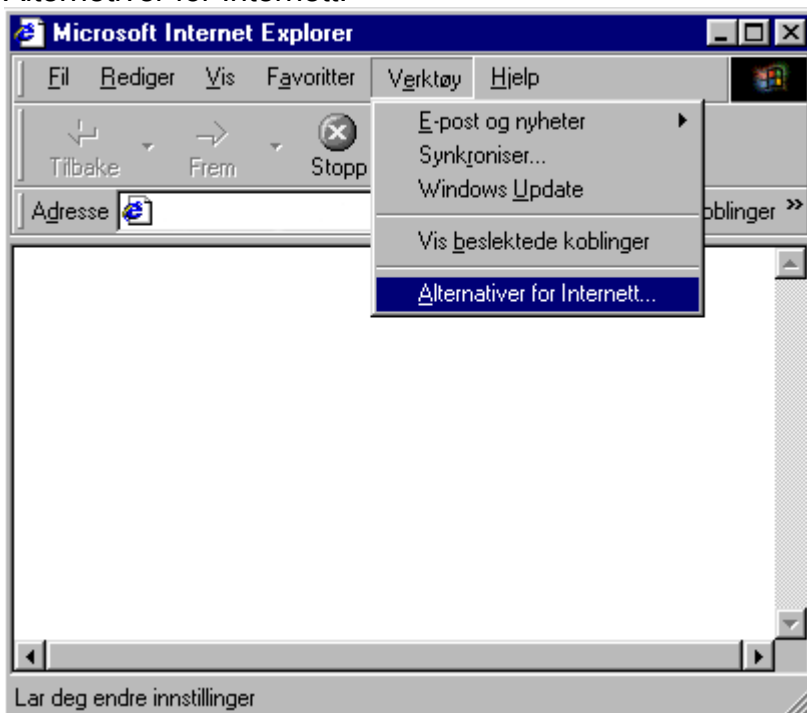 Alternativer for Internett.
Microsoft Internet Explorer
Fil Rediger Vis Favoritter Verktøy Hjelp
Tilbake Frem Stopp
E-post og nyheter
Synkroniser...
Windows Update
Adresse oblinger »
Vis beslektede koblinger
Alternativer for Internett...
Lar deg endre innstillinger